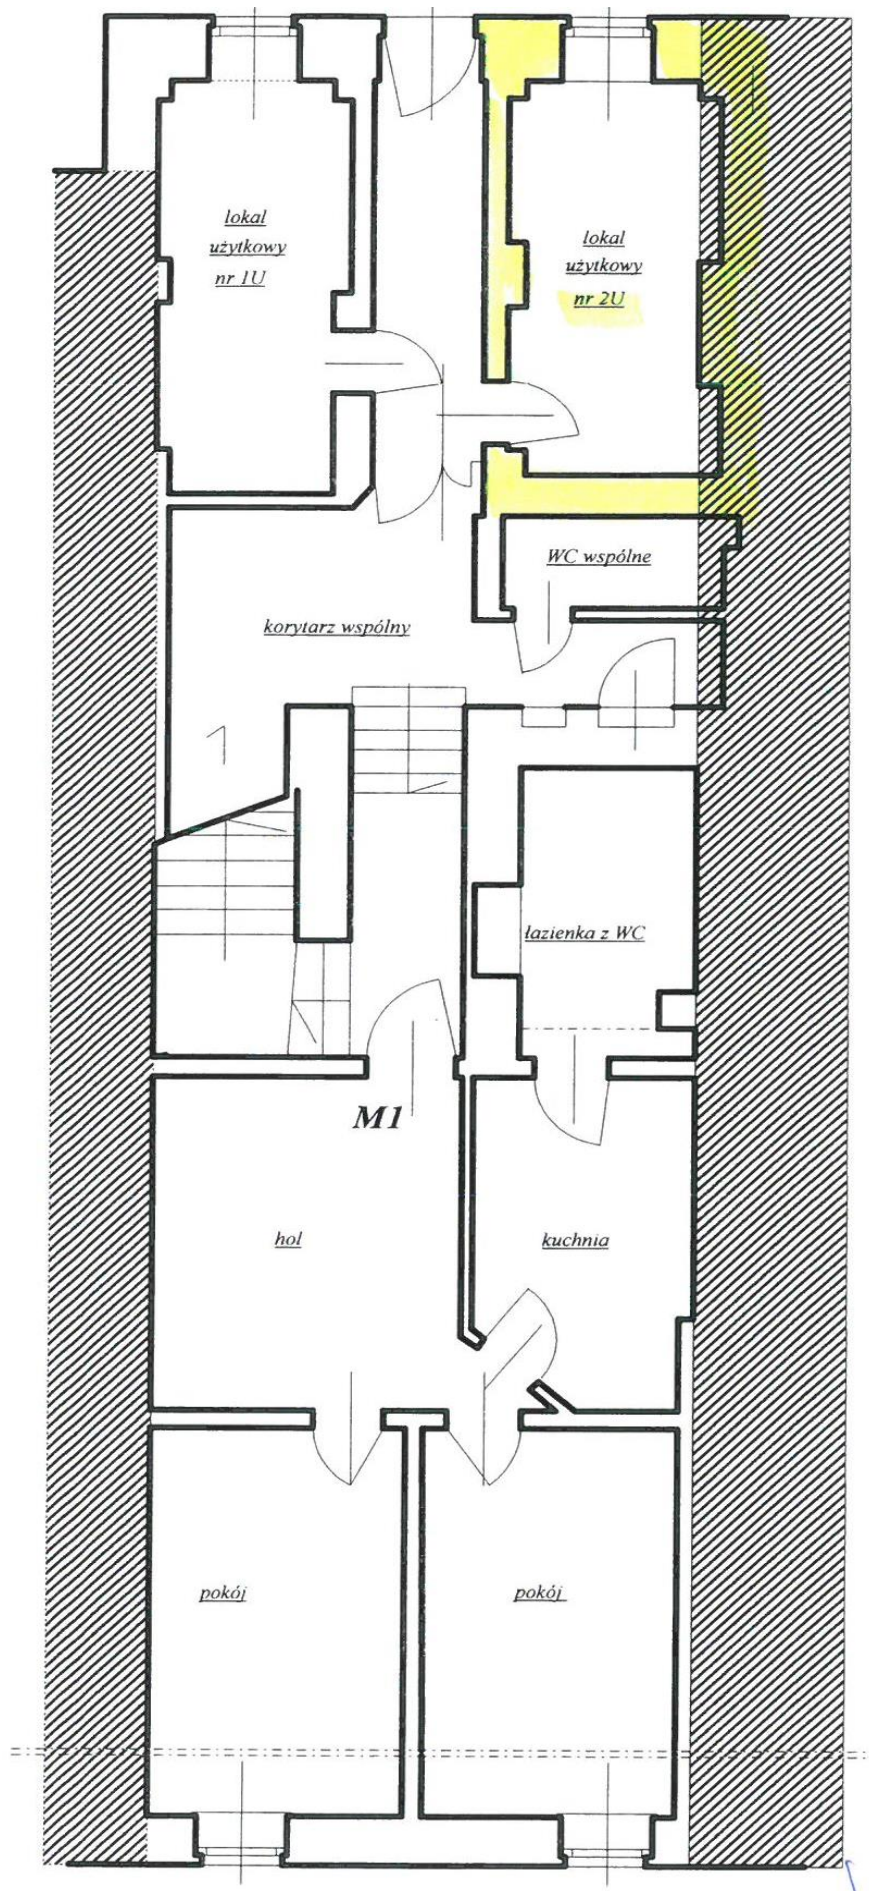 lokal
użytkowy
nr 1U
lokal
użytkowy
nr 2U
WC wspólne
korytarz wspólny
łazienka z WC
M1
hol
kuchnia
pokój
pokój